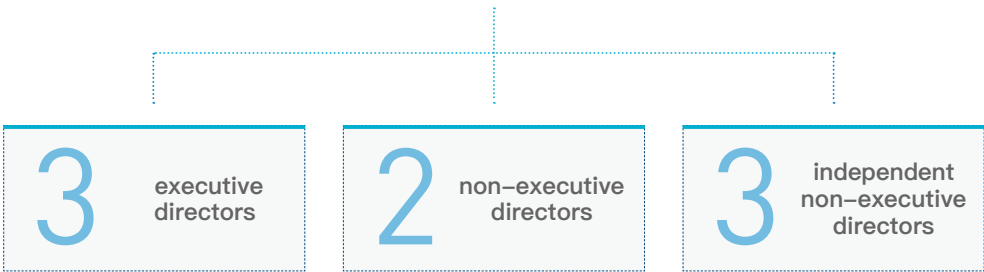 3
executive
directors
2
non–executive
directors
3
independent
non–executive
directors